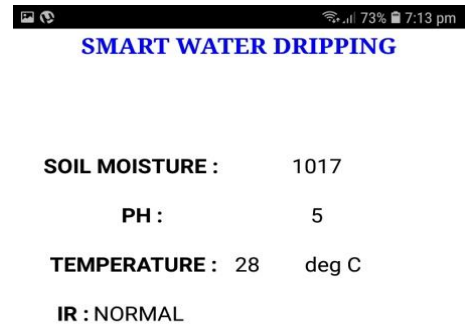 73% 7:13 pm
SMART WATER DRIPPING
SOIL MOISTURE : 1017
PH : 5
TEMPERATURE : 28 deg C
IR : NORMAL